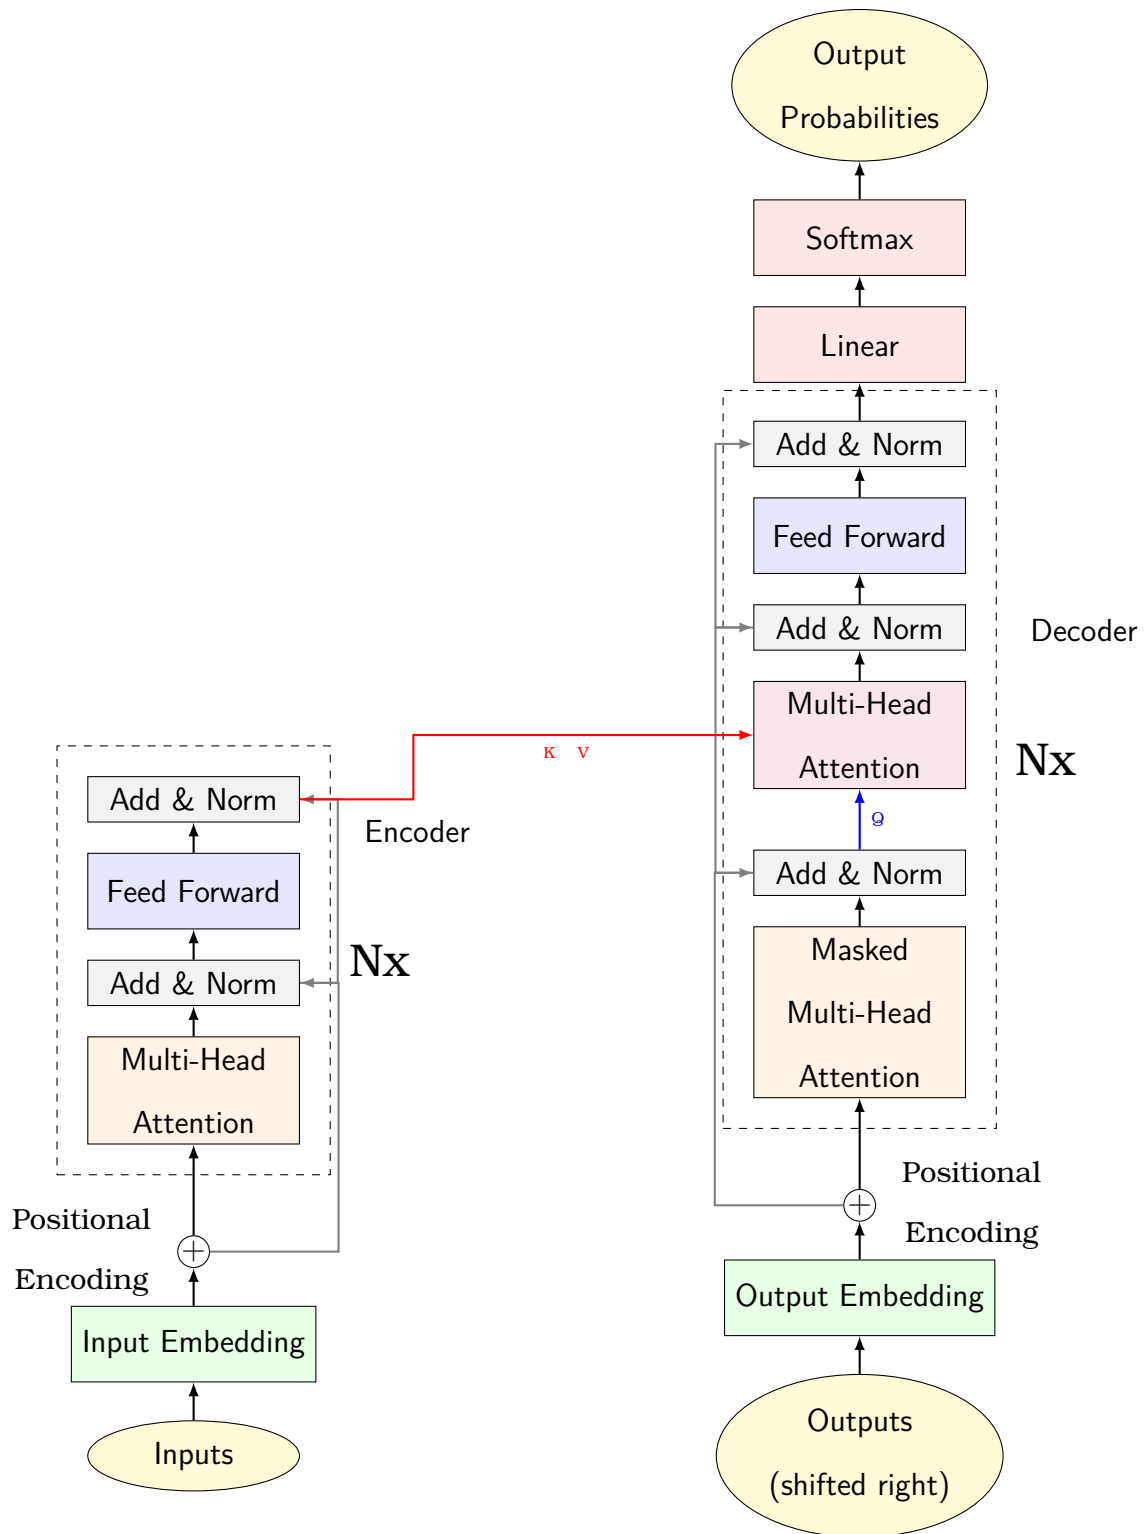 Output
Probabilities
Softmax
Linear
Add & Norm
Feed Forward
Add & Norm
Decoder
Multi-Head
Attention
K V
Nx
Q
Add & Norm
Masked
Multi-Head
Attention
Positional
Encoding
Output Embedding
Outputs
(shifted right)
Add & Norm
Encoder
Feed Forward
Nx
Add & Norm
Multi-Head
Attention
Positional
Encoding
Input Embedding
Inputs